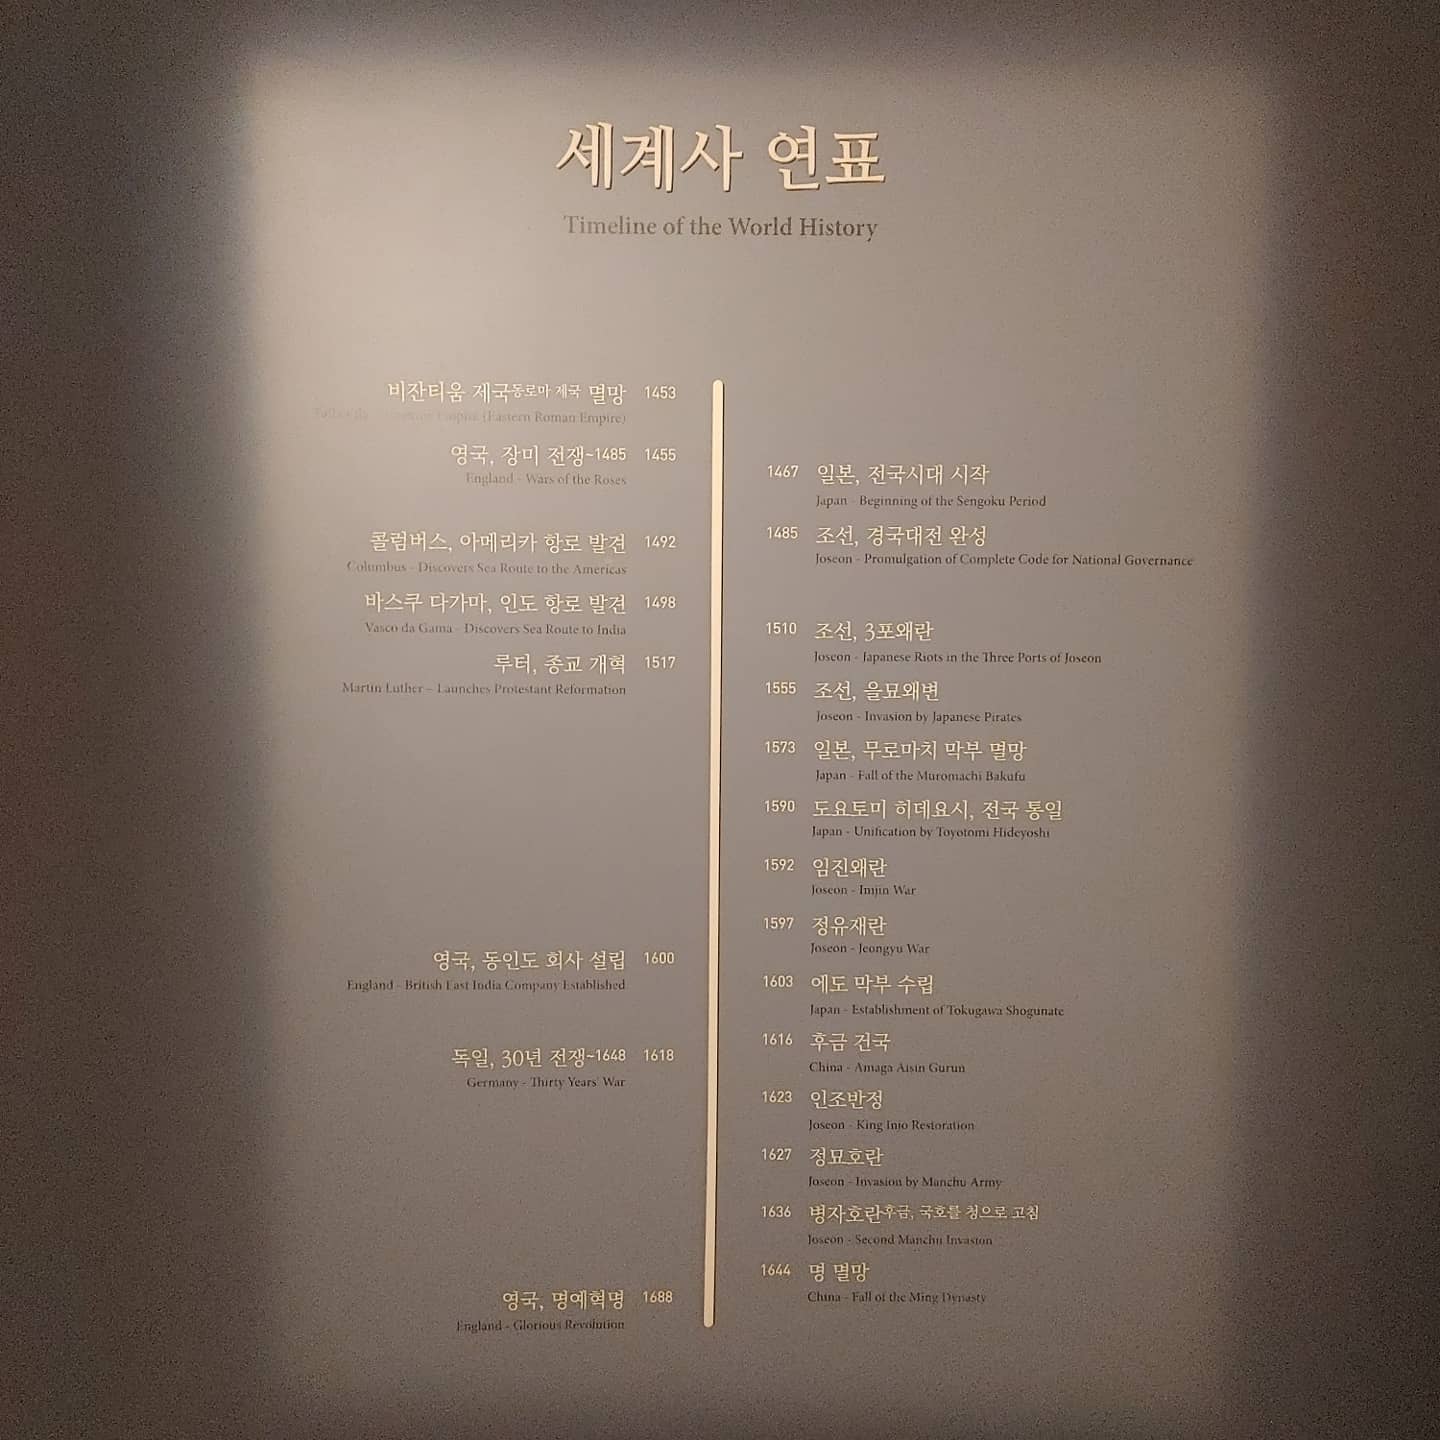 세계사 연표
Timeline of the World History
비잔티움 제국동로마 제국 멸망 1453
(Eastern Roman Empire)
영국, 장미 전쟁~1485 1455
England - Wars of the Roses
콜럼버스, 아메리카 항로 발견 1492
Columbus - Discovers Sea Route to the Americas
바스쿠 다가마, 인도 항로 발견 1498
Vasco da Gama - Discovers Sea Route to India
루터, 종교 개혁 1517
Martin Luther – Launches Protestant Reformation
영국, 동인도 회사 설립 1600
England - British East India Company Established
독일, 30년 전쟁~1648 1618
Germany - Thirty Years' War
영국, 명예혁명 1688
England - Glorious Revolution
1467 일본, 전국시대 시작
Japan - Beginning of the Sengoku Period
1485 조선, 경국대전 완성
Joseon - Promulgation of Complete Code for National Governance
1510 조선, 3포왜란
Joseon - Japanese Riots in the Three Ports of Joseon
1555 조선, 을묘왜변
Joseon - Invasion by Japanese Pirates
1573 일본, 무로마치 막부 멸망
Japan - Fall of the Muromachi Bakufu
1590 도요토미 히데요시, 전국 통일
Japan - Unification by Toyotomi Hideyoshi
1592 임진왜란
Joseon - Imjin War
1597 정유재란
Joseon - Jeongyu War
1603 에도 막부 수립
Japan - Establishment of Tokugawa Shogunate
1616 후금 건국
China - Amaga Aisin Gurun
1623 인조반정
Joseon - King Injo Restoration
1627 정묘호란
Joseon - Invasion by Manchu Army
1636 병자호란후금, 국호를 청으로 고침
Joseon - Second Manchu Invasion
1644 명 멸망
China - Fall of the Ming Dynasty